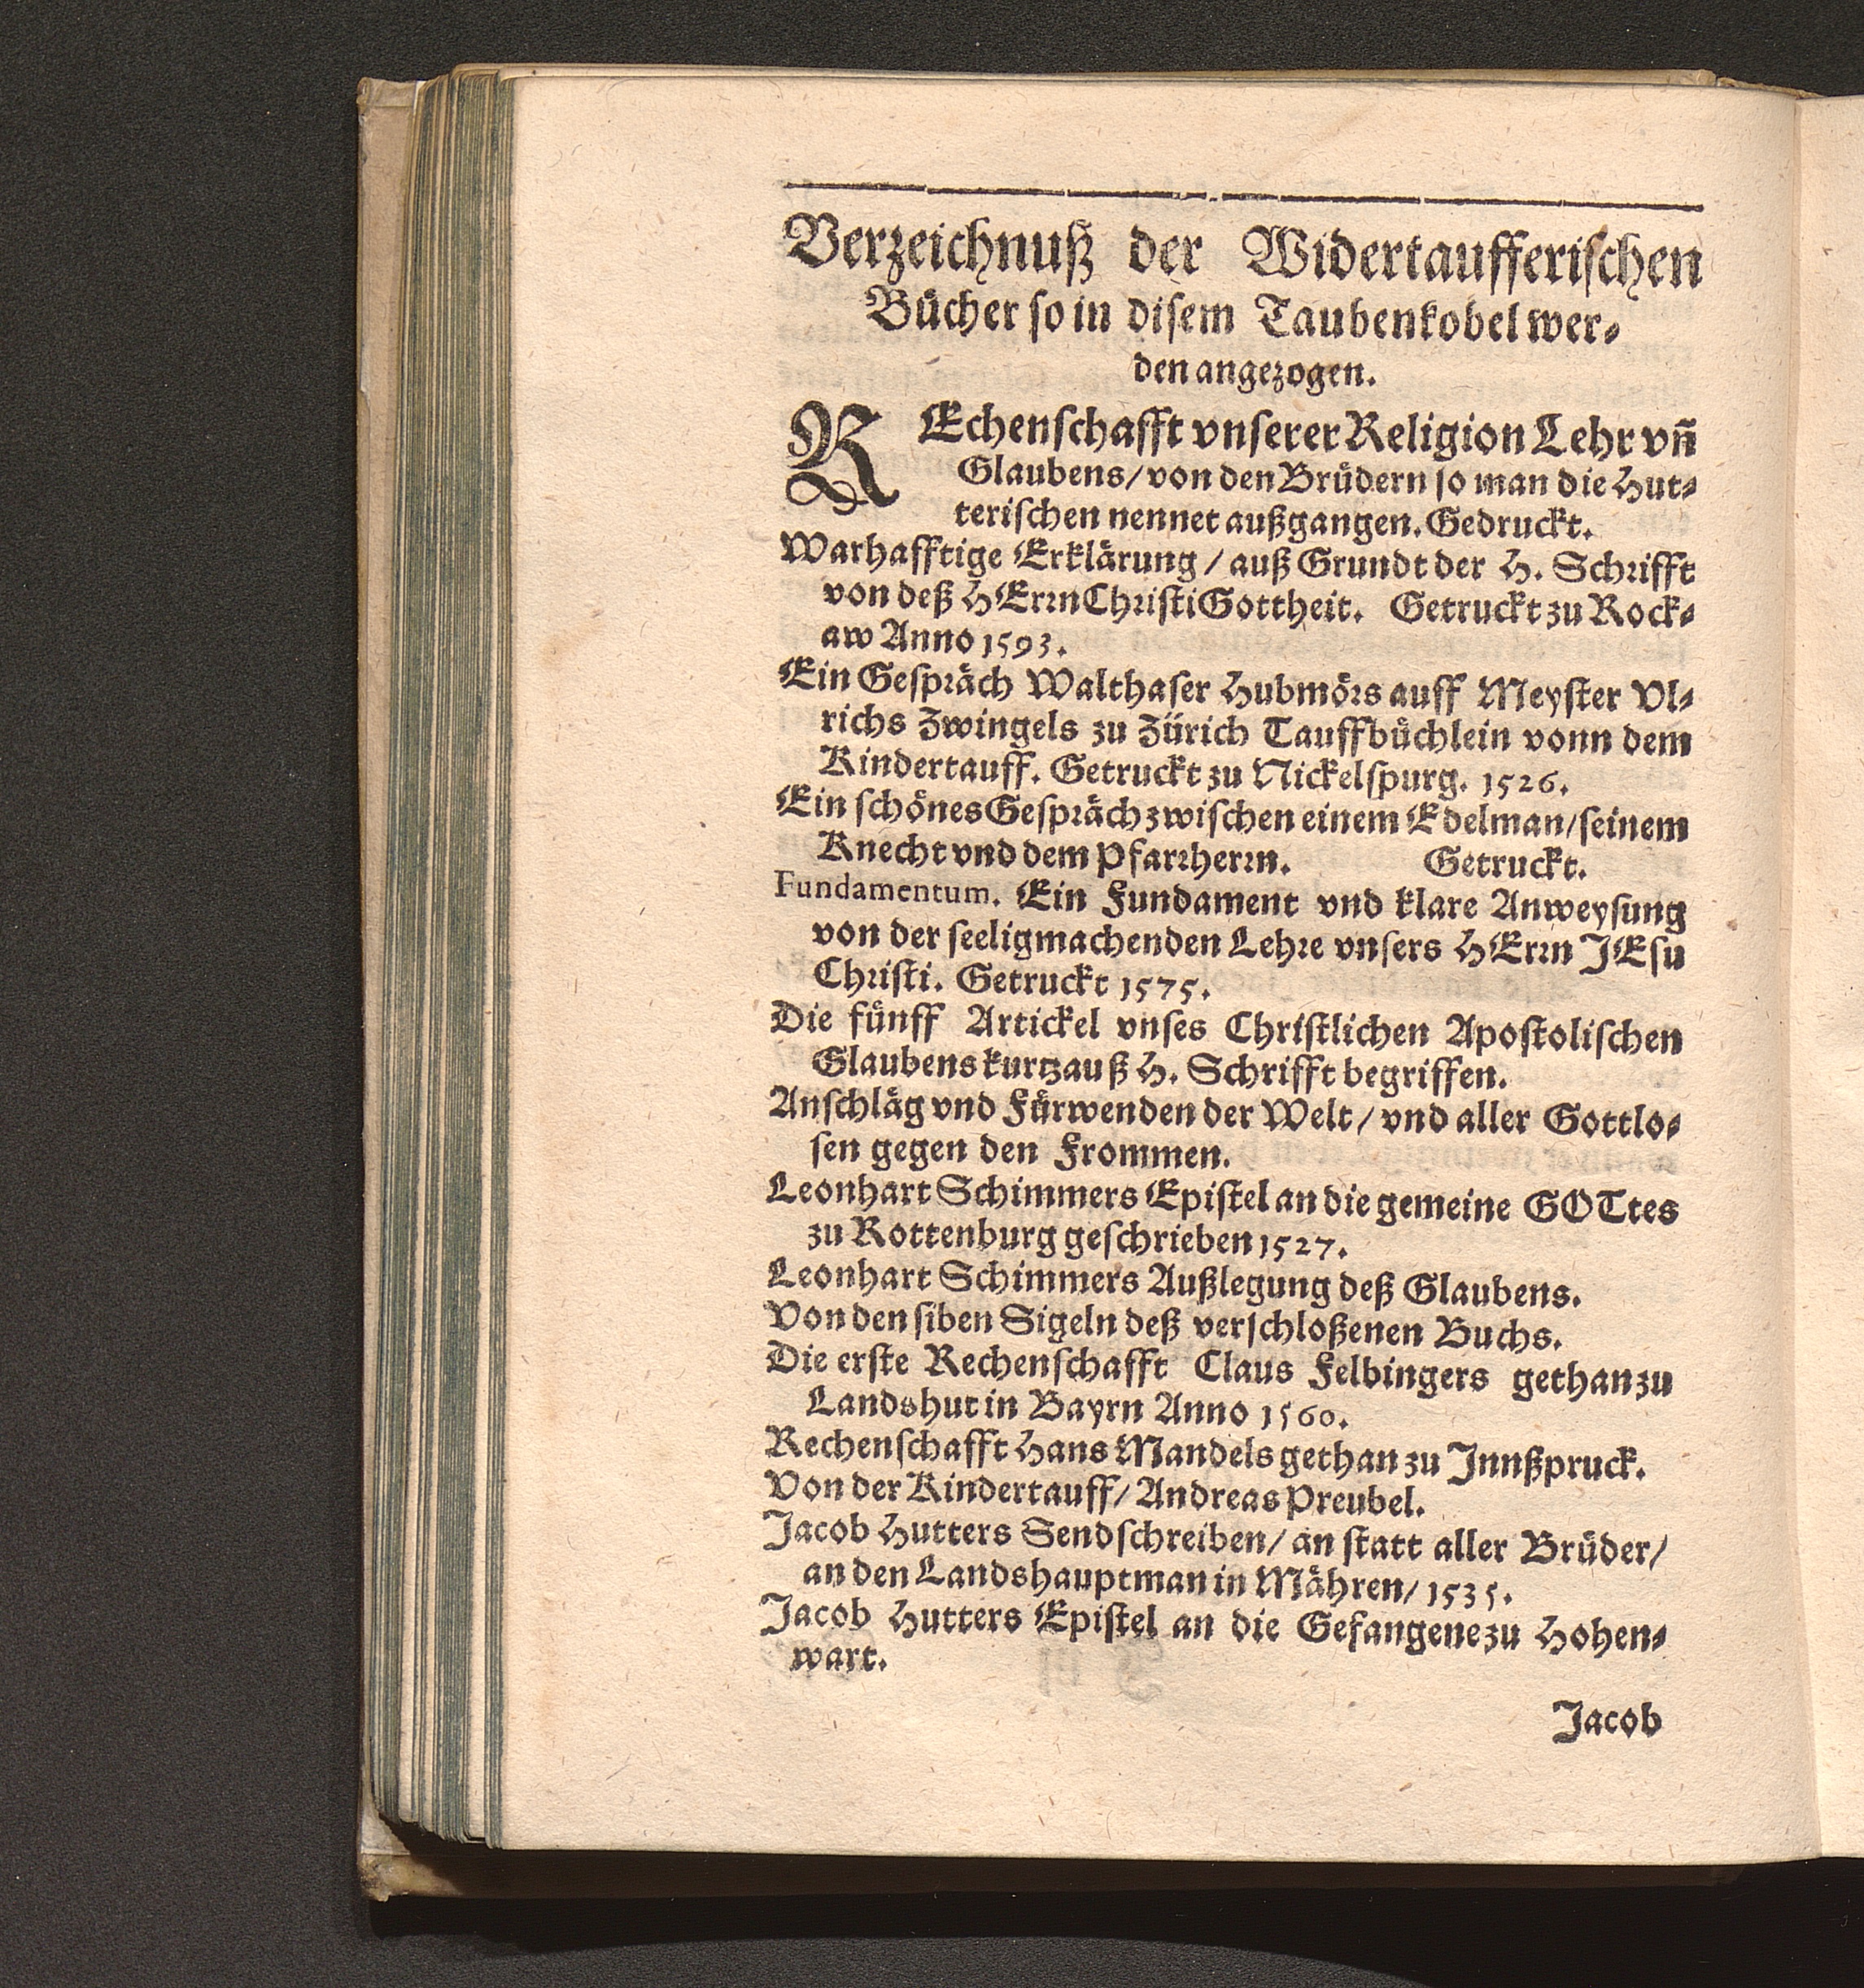 Verzeichnuß der Widertaufferischen
Bücher so in disem Taubenkobel wer⸗
den angezogen.
REchenschafft vnserer Religion Lehr vñ
Glaubens/ von den Brüdern so man die Hut⸗
terischen nennet außgangen. Gedruckt.
Warhafftige Erklärung / auß Grundt der H. Schrifft
von deß HErrn Christi Gottheit. Getruckt zu Rock⸗
aw Anno 1593.
Ein Gespräch Walthaser Hubmörs auff Meyster Vl⸗
richs Zwingels zu Zürich Tauffbüchlein vonn dem
Kindertauff. Getruckt zu Nickelspurg. 1526.
Ein schönes Gespräch zwischen einem Edelman/ seinem
Knecht vnd dem Pfarrherrn. Getruckt.
Fundamentum. Ein Fundament vnd klare Anweysung
von der seeligmachenden Lehre vnsers HErrn JEsu
Christi. Getruckt 1575.
Die fünff Artickel vnses Christlichen Apostolischen
Glaubens kurtz auß H. Schrifft begriffen.
Anschläg vnd Fürwenden der Welt / vnd aller Gottlo⸗
sen gegen den Frommen.
Leonhart Schimmers Epistel an die gemeine GOTtes
zu Rottenburg geschrieben 1527.
Leonhart Schimmers Außlegung deß Glaubens.
Von den siben Sigeln deß verschloßenen Buchs.
Die erste Rechenschafft Claus Felbingers gethan zu
Landshut in Bayrn Anno 1560.
Rechenschafft Hans Mandels gethan zu Jnnßpruck.
Von der Kindertauff/ Andreas Preubel.
Jacob Hutters Sendschreiben/ an statt aller Brüder/
an den Landshauptman in Mähren/ 1535.
Jacob Hutters Epistel an die Gefangene zu Hohen⸗
wart.
Jacob